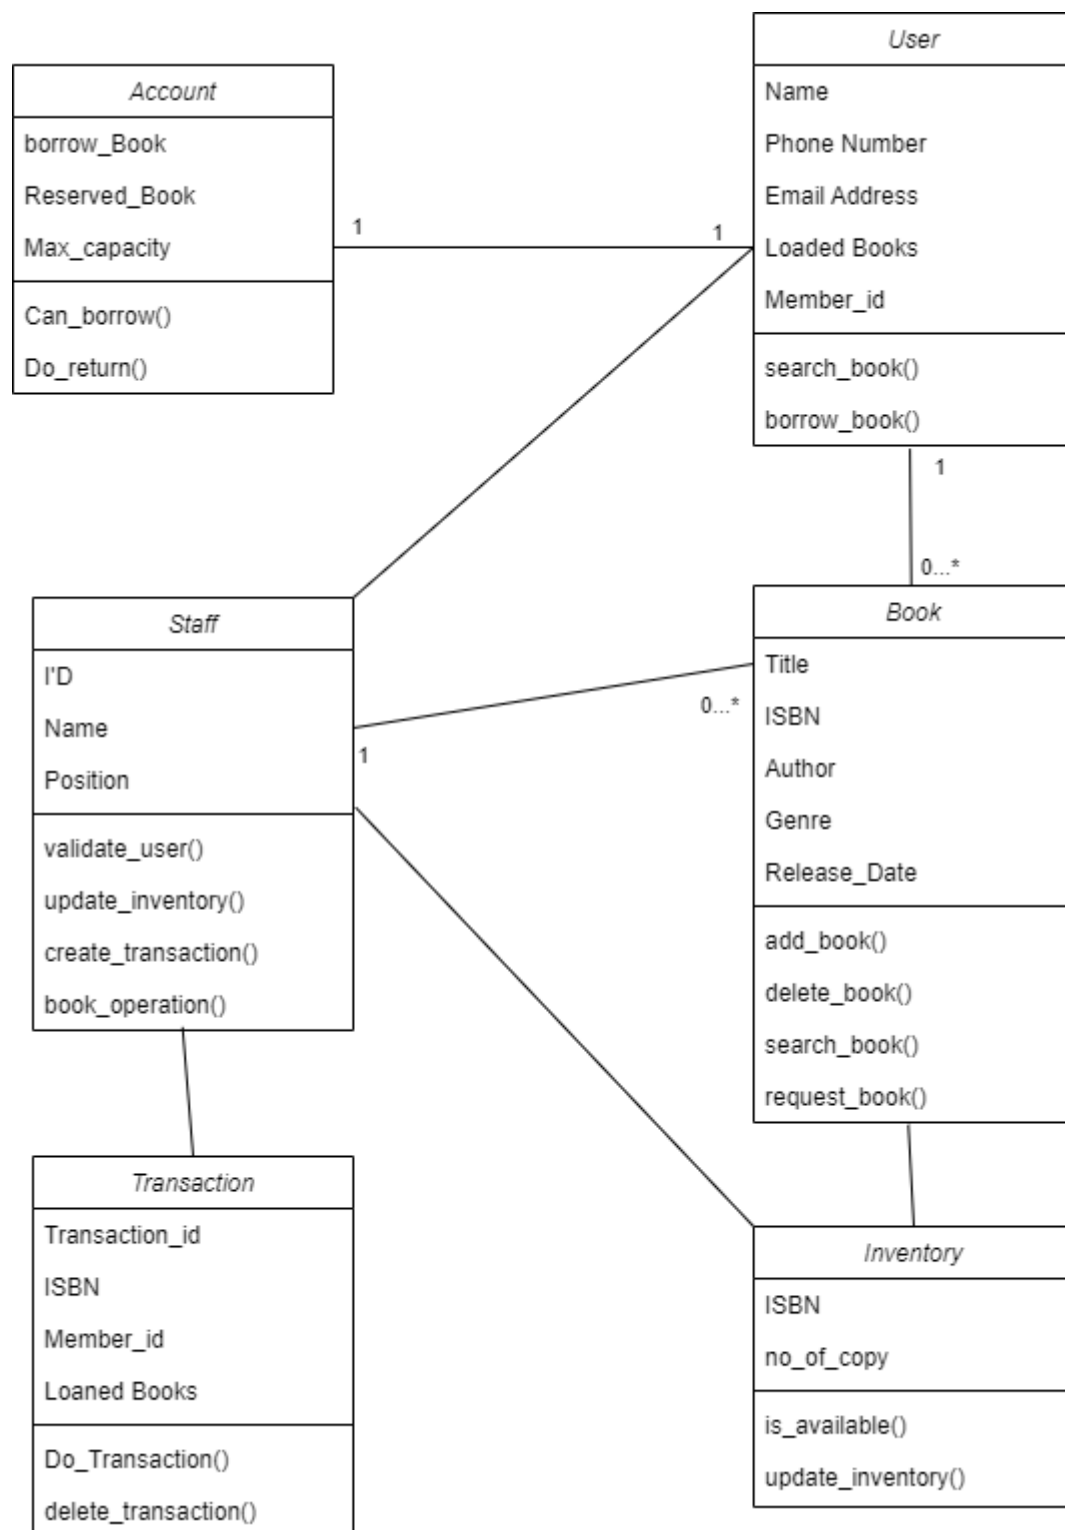 Account
borrow_Book
Reserved_Book
Max_capacity
Can_borrow()
Do_return()
1
1
User
Name
Phone Number
Email Address
Loaded Books
Member_id
search_book()
borrow_book()
1
0...*
Staff
I'D
Name
Position
validate_user()
update_inventory()
create_transaction()
book_operation()
1
0...*
Book
Title
ISBN
Author
Genre
Release_Date
add_book()
delete_book()
search_book()
request_book()
Transaction
Transaction_id
ISBN
Member_id
Loaned Books
Do_Transaction()
delete_transaction()
Inventory
ISBN
no_of_copy
is_available()
update_inventory()